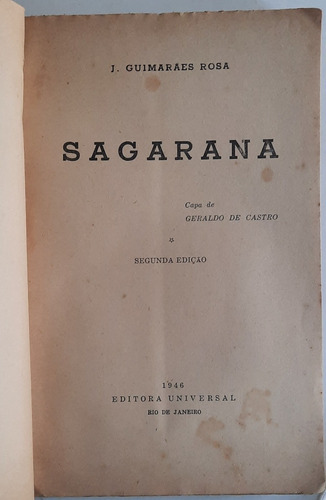 J. GUIMARÃES ROSA
SAGARANA
Capa de
GERALDO DE CASTRO
*
SEGUNDA EDIÇÃO
1946
EDITORA UNIVERSAL
RIO DE JANEIRO